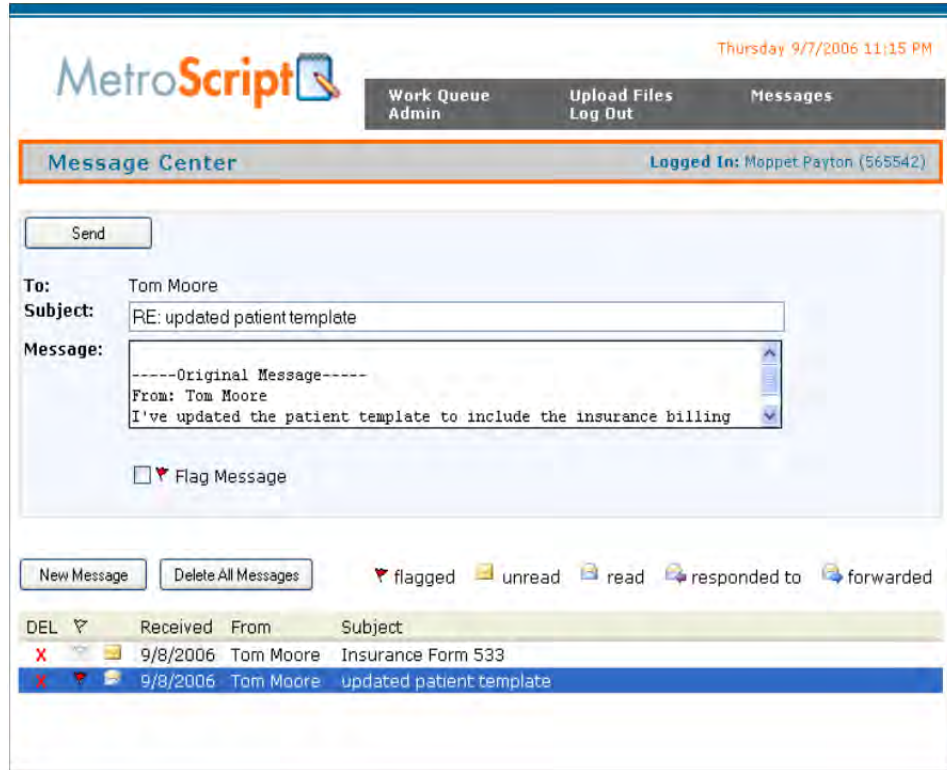 Thursday 9/7/2006 11:15 PM
MetroScript
Work Queue Upload Files Messages
Admin Log Out
Message Center Logged In: Moppet Payton (565542)
Send
To: Tom Moore
Subject: RE: updated patient template
Message:
-----Original Message-----
From: Tom Moore
I've updated the patient template to include the insurance billing
Flag Message
New Message Delete All Messages flagged unread read responded to forwarded
DEL Received From Subject
X 9/8/2006 Tom Moore Insurance Form 533
X 9/8/2006 Tom Moore updated patient template